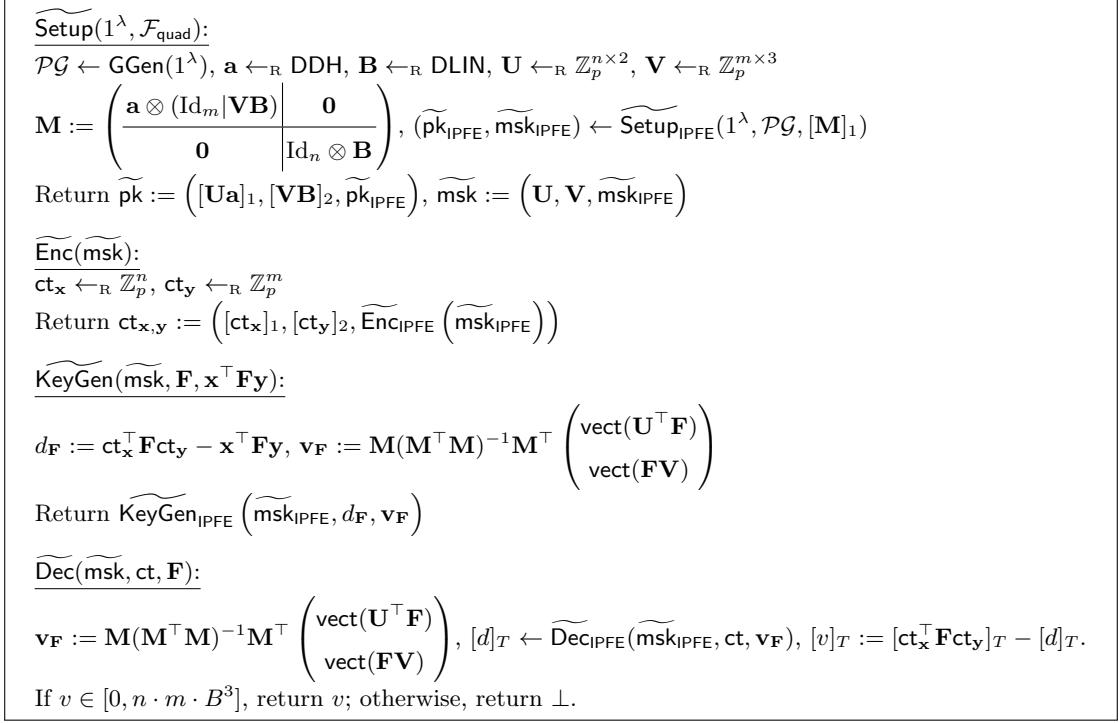 $\widetilde{\mathsf{Setup}}(1^\lambda, \mathcal{F}_{\mathsf{quad}})$:
$\mathcal{PG} \leftarrow \mathsf{GGen}(1^\lambda)$, $\mathbf{a} \leftarrow_{\mathrm{R}} \mathsf{DDH}$, $\mathbf{B} \leftarrow_{\mathrm{R}} \mathsf{DLIN}$, $\mathbf{U} \leftarrow_{\mathrm{R}} \mathbb{Z}_p^{n \times 2}$, $\mathbf{V} \leftarrow_{\mathrm{R}} \mathbb{Z}_p^{m \times 3}$
$\mathbf{M} := \left(\begin{array}{c|c} \mathbf{a} \otimes (\mathrm{Id}_m | \mathbf{VB}) & \mathbf{0} \\ \hline \mathbf{0} & \mathrm{Id}_n \otimes \mathbf{B} \end{array}\right)$, $(\widetilde{\mathsf{pk}}_{\mathsf{IPFE}}, \widetilde{\mathsf{msk}}_{\mathsf{IPFE}}) \leftarrow \widetilde{\mathsf{Setup}}_{\mathsf{IPFE}}(1^\lambda, \mathcal{PG}, [\mathbf{M}]_1)$
Return $\widetilde{\mathsf{pk}} := \left([\mathbf{Ua}]_1, [\mathbf{VB}]_2, \widetilde{\mathsf{pk}}_{\mathsf{IPFE}}\right)$, $\widetilde{\mathsf{msk}} := \left(\mathbf{U}, \mathbf{V}, \widetilde{\mathsf{msk}}_{\mathsf{IPFE}}\right)$
$\widetilde{\mathsf{Enc}}(\widetilde{\mathsf{msk}})$:
$\mathsf{ct}_{\mathbf{x}} \leftarrow_{\mathrm{R}} \mathbb{Z}_p^n$, $\mathsf{ct}_{\mathbf{y}} \leftarrow_{\mathrm{R}} \mathbb{Z}_p^m$
Return $\mathsf{ct}_{\mathbf{x},\mathbf{y}} := \left([\mathsf{ct}_{\mathbf{x}}]_1, [\mathsf{ct}_{\mathbf{y}}]_2, \widetilde{\mathsf{Enc}}_{\mathsf{IPFE}}\left(\widetilde{\mathsf{msk}}_{\mathsf{IPFE}}\right)\right)$
$\widetilde{\mathsf{KeyGen}}(\widetilde{\mathsf{msk}}, \mathbf{F}, \mathbf{x}^\top \mathbf{F} \mathbf{y})$:
$d_{\mathbf{F}} := \mathsf{ct}_{\mathbf{x}}^\top \mathbf{F} \mathsf{ct}_{\mathbf{y}} - \mathbf{x}^\top \mathbf{F} \mathbf{y}$, $\mathbf{v}_{\mathbf{F}} := \mathbf{M}(\mathbf{M}^\top \mathbf{M})^{-1} \mathbf{M}^\top \begin{pmatrix} \mathsf{vect}(\mathbf{U}^\top \mathbf{F}) \\ \mathsf{vect}(\mathbf{FV}) \end{pmatrix}$
Return $\widetilde{\mathsf{KeyGen}}_{\mathsf{IPFE}}\left(\widetilde{\mathsf{msk}}_{\mathsf{IPFE}}, d_{\mathbf{F}}, \mathbf{v}_{\mathbf{F}}\right)$
$\widetilde{\mathsf{Dec}}(\widetilde{\mathsf{msk}}, \mathsf{ct}, \mathbf{F})$:
$\mathbf{v}_{\mathbf{F}} := \mathbf{M}(\mathbf{M}^\top \mathbf{M})^{-1} \mathbf{M}^\top \begin{pmatrix} \mathsf{vect}(\mathbf{U}^\top \mathbf{F}) \\ \mathsf{vect}(\mathbf{FV}) \end{pmatrix}$, $[d]_T \leftarrow \widetilde{\mathsf{Dec}}_{\mathsf{IPFE}}(\widetilde{\mathsf{msk}}_{\mathsf{IPFE}}, \mathsf{ct}, \mathbf{v}_{\mathbf{F}})$, $[v]_T := [\mathsf{ct}_{\mathbf{x}}^\top \mathbf{F} \mathsf{ct}_{\mathbf{y}}]_T - [d]_T$.
If $v \in [0, n \cdot m \cdot B^3]$, return $v$; otherwise, return $\bot$.